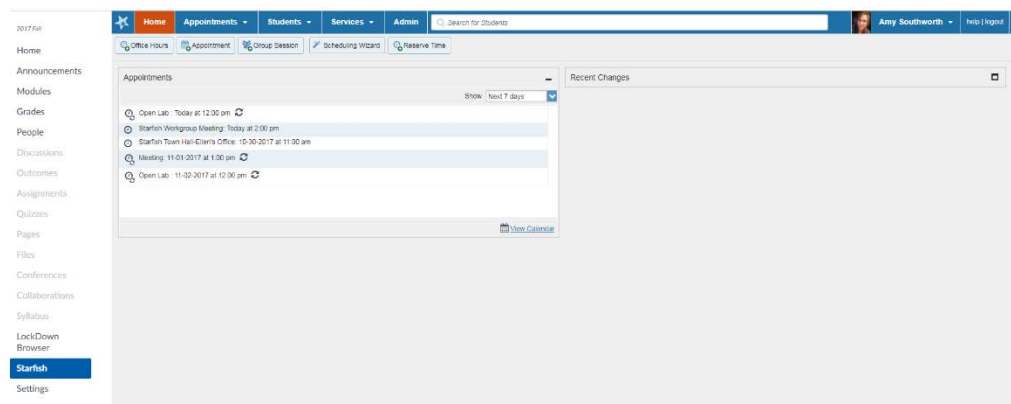 2017 Fall
Home
Announcements
Modules
Grades
People
Discussions
Outcomes
Assignments
Quizzes
Pages
Files
Conferences
Collaborations
Syllabus
LockDown
Browser
Starfish
Settings
Home Appointments Students Services Admin Search for Students Amy Southworth help | logout
Office Hours Appointment Group Session Scheduling Wizard Reserve Time
Appointments
Show Next 7 days
Open Lab : Today at 12:00 pm
Starfish Workgroup Meeting: Today at 2:00 pm
Starfish Town Hall-Ellen's Office: 10-30-2017 at 11:00 am
Meeting: 11-01-2017 at 1:00 pm
Open Lab : 11-02-2017 at 12:00 pm
View Calendar
Recent Changes